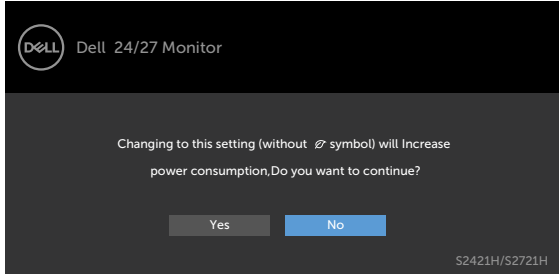 DELL Dell 24/27 Monitor
Changing to this setting (without symbol) will Increase
power consumption,Do you want to continue?
Yes No
S2421H/S2721H